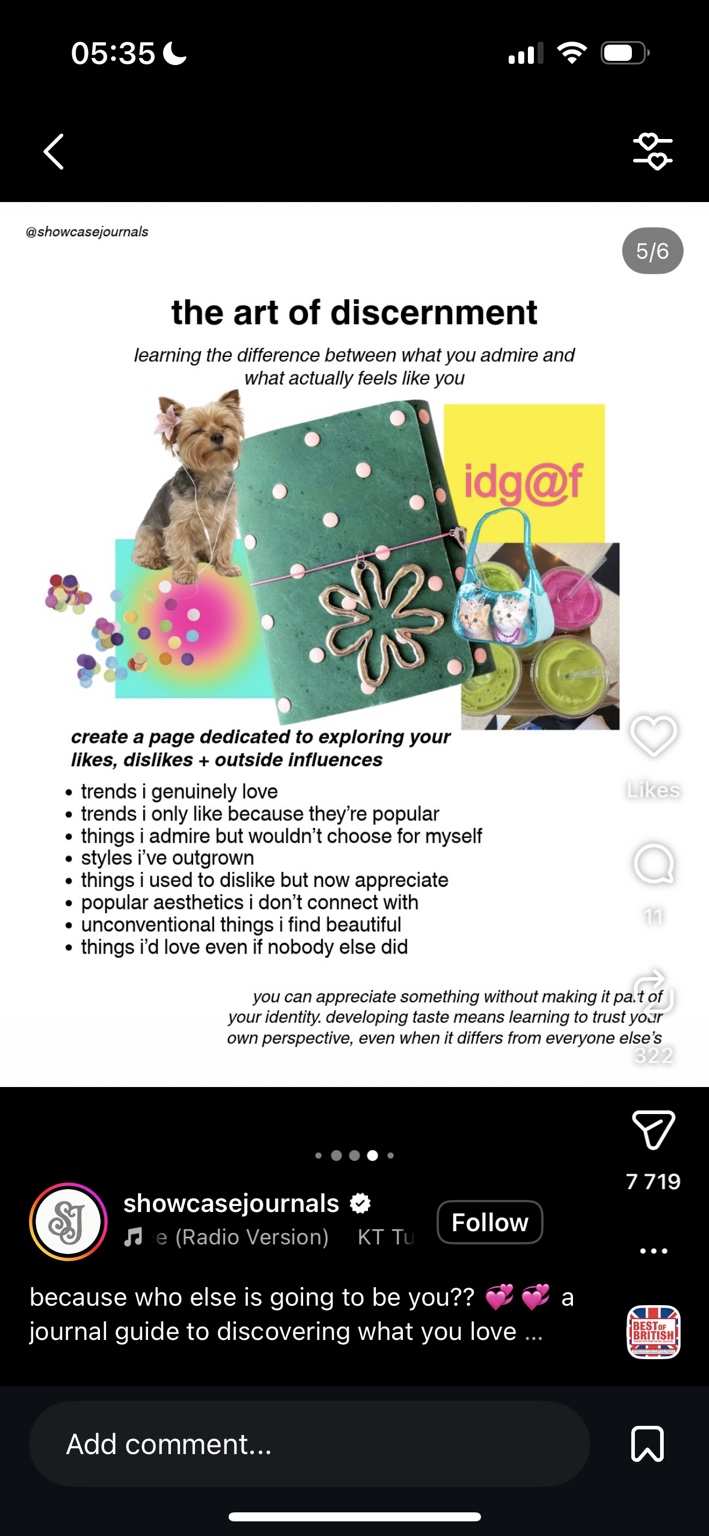 05:35
@showcasejournals
5/6
the art of discernment
learning the difference between what you admire and
what actually feels like you
idg@f
create a page dedicated to exploring your
likes, dislikes + outside influences
• trends i genuinely love
• trends i only like because they’re popular
• things i admire but wouldn’t choose for myself
• styles i’ve outgrown
• things i used to dislike but now appreciate
• popular aesthetics i don’t connect with
• unconventional things i find beautiful
• things i’d love even if nobody else did
Likes
11
you can appreciate something without making it part of
your identity. developing taste means learning to trust your
own perspective, even when it differs from everyone else’s
322
7 719
SJ
showcasejournals
e (Radio Version) KT Tu
Follow
because who else is going to be you?? 💞 💞 a
journal guide to discovering what you love ...
BEST OF
BRITISH
Add comment...